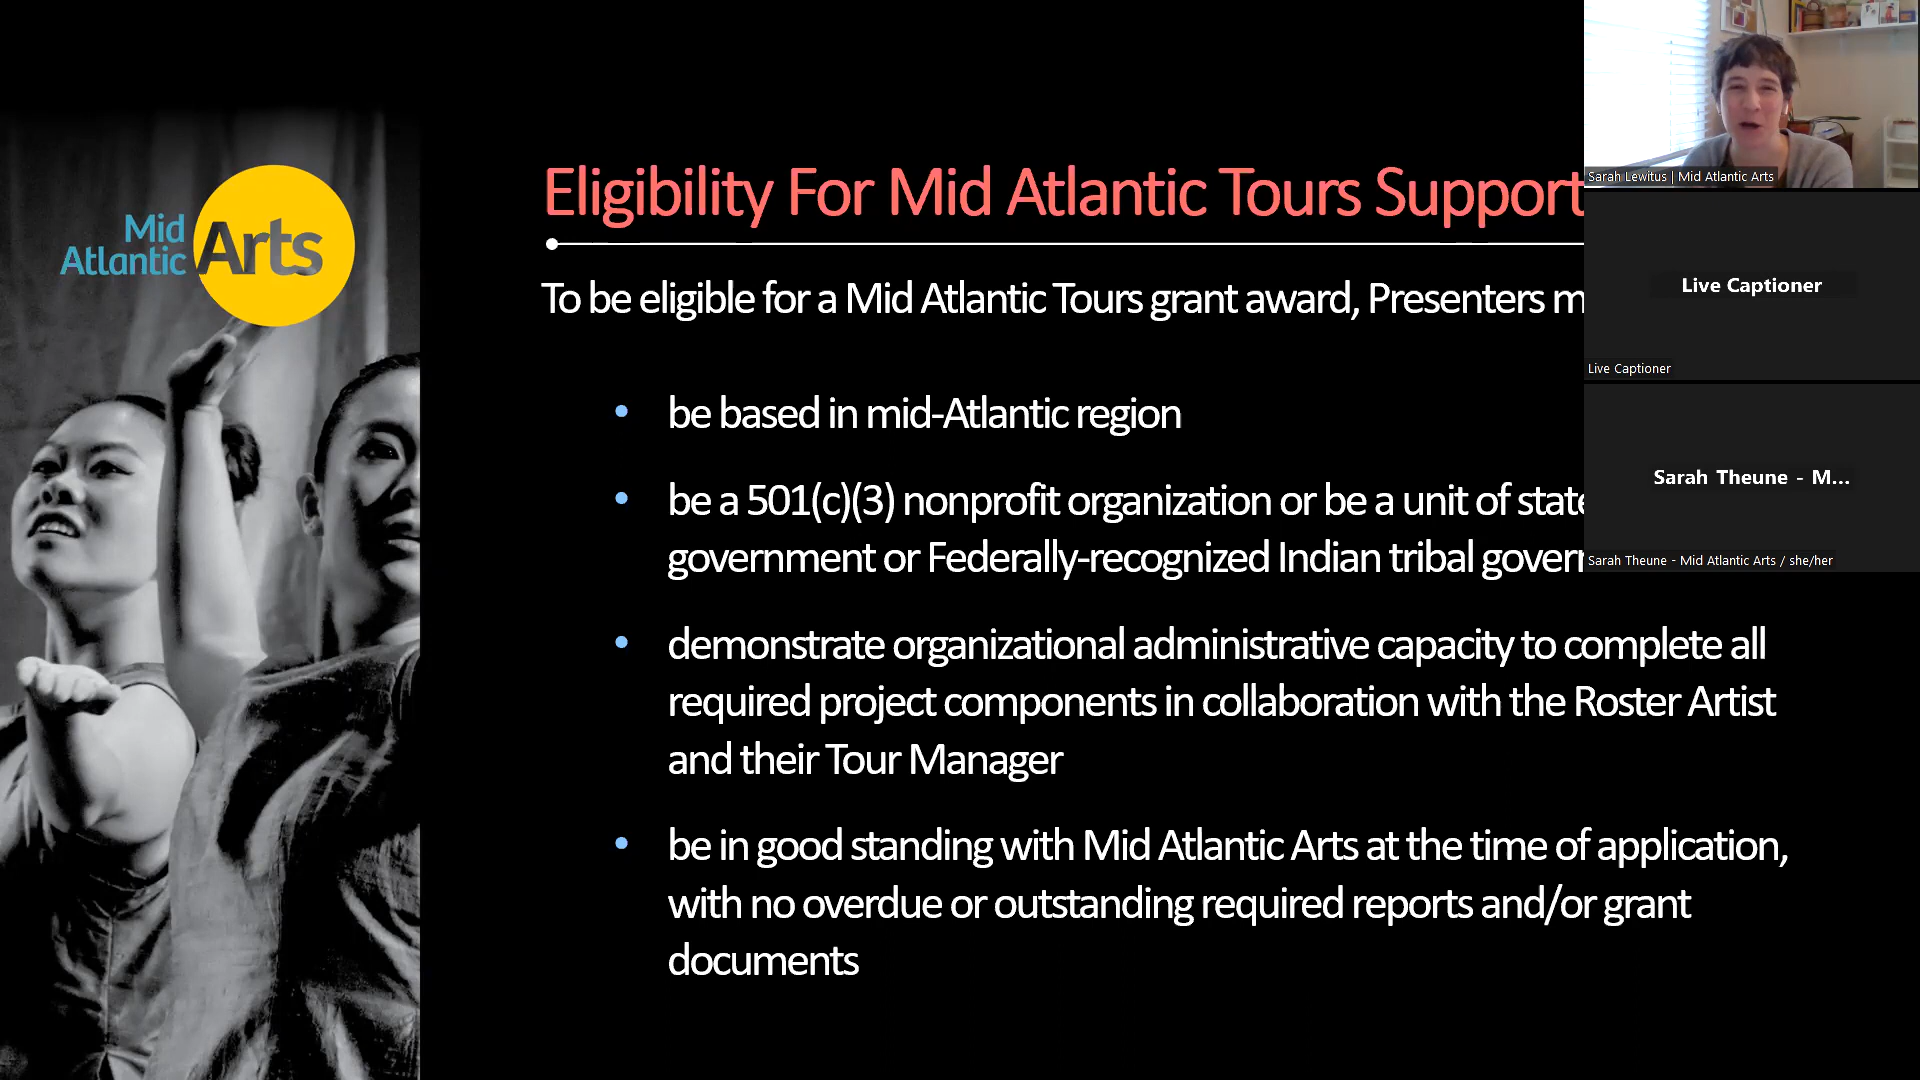 Mid
Atlantic
Arts
Eligibility For Mid Atlantic Tours Support
To be eligible for a Mid Atlantic Tours grant award, Presenters
• be based in mid-Atlantic region
• be a 501(c)(3) nonprofit organization or be a unit of state
government or Federally-recognized Indian tribal
• demonstrate organizational administrative capacity to complete all
required project components in collaboration with the Roster Artist
and their Tour Manager
• be in good standing with Mid Atlantic Arts at the time of application,
with no overdue or outstanding required reports and/or grant
documents
Sarah Lewitus | Mid Atlantic Arts
Live Captioner
Live Captioner
Sarah Theune - M...
Sarah Theune - Mid Atlantic Arts / she/her